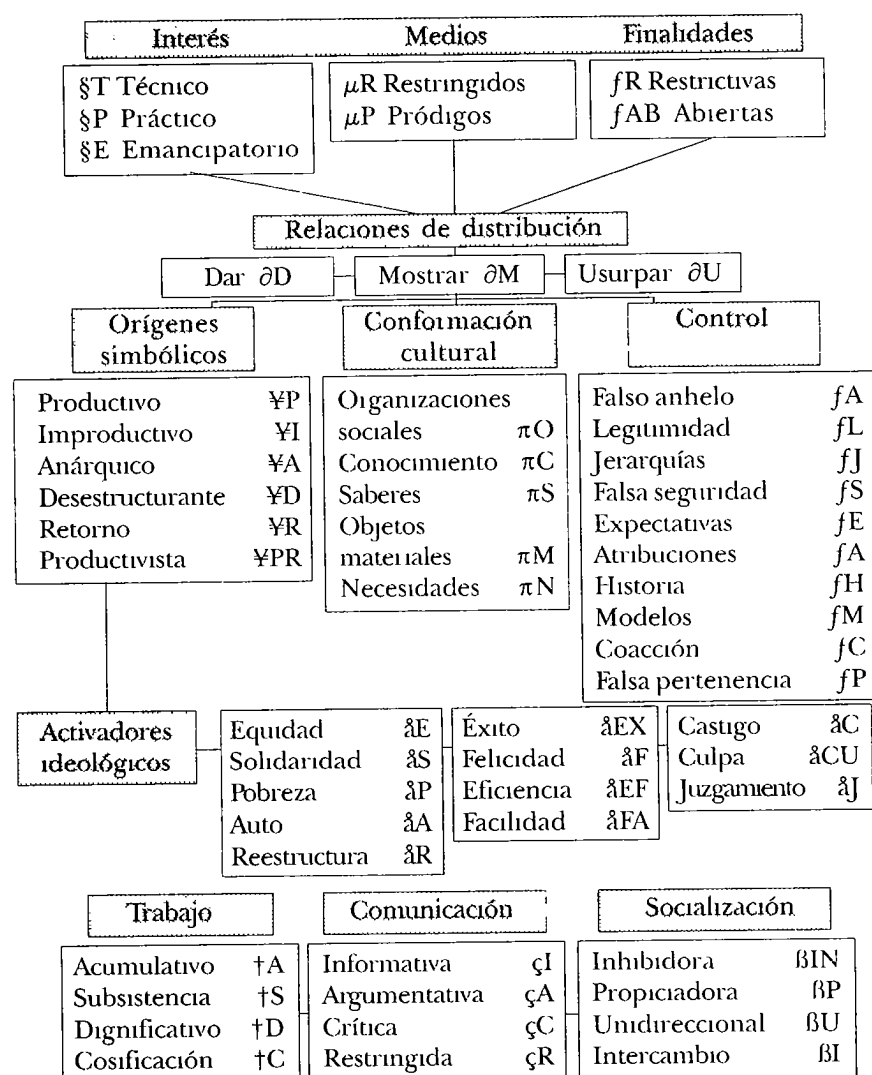 Interés Medios Finalidades
§T Técnico
§P Práctico
§E Emancipatorio
µR Restringidos
µP Pródigos
ƒR Restrictivas
ƒAB Abiertas
Relaciones de distribución
Dar ∂D
Mostrar ∂M
Usurpar ∂U
Orígenes
simbólicos
Conformación
cultural
Control
Productivo ¥P
Improductivo ¥I
Anárquico ¥A
Desestructurante ¥D
Retorno ¥R
Productivista ¥PR
Organizaciones
sociales πO
Conocimiento πC
Saberes πS
Objetos
materiales πM
Necesidades πN
Falso anhelo ƒA
Legitimidad ƒL
Jerarquías ƒJ
Falsa seguridad ƒS
Expectativas ƒE
Atribuciones ƒA
Historia ƒH
Modelos ƒM
Coacción ƒC
Falsa pertenencia ƒP
Activadores
ideológicos
Equidad åE
Solidaridad åS
Pobreza åP
Auto åA
Reestructura åR
Éxito åEX
Felicidad åF
Eficiencia åEF
Facilidad åFA
Castigo åC
Culpa åCU
Juzgamiento åJ
Trabajo
Comunicación
Socialización
Acumulativo †A
Subsistencia †S
Dignificativo †D
Cosificación †C
Informativa çI
Argumentativa çA
Crítica çC
Restringida çR
Inhibidora ßIN
Propiciadora ßP
Unidireccional ßU
Intercambio ßI